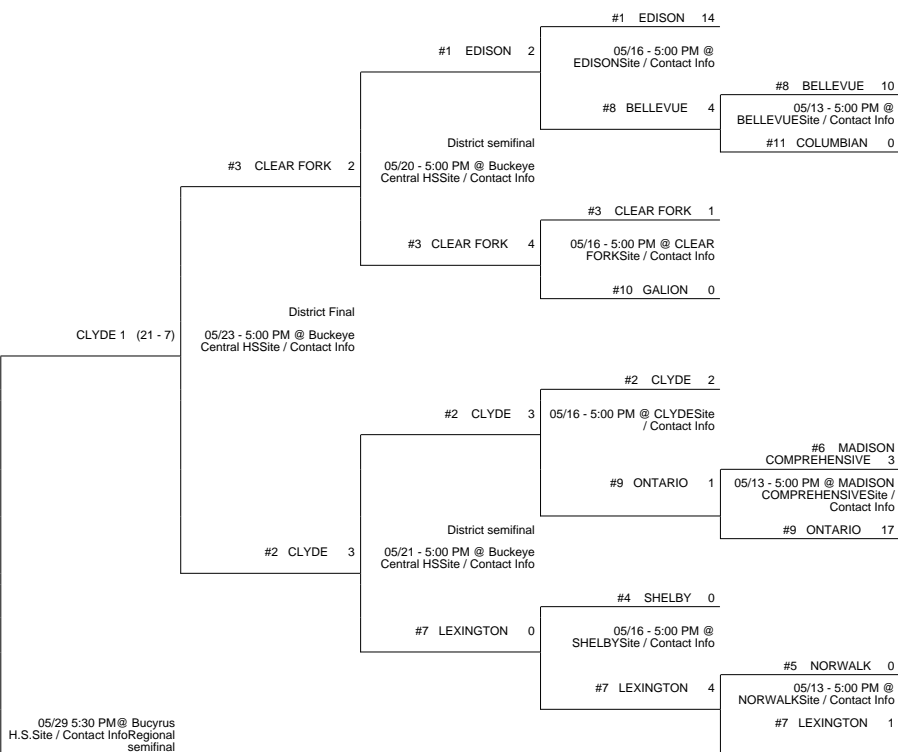 #1 EDISON 14
#1 EDISON 2
05/16 - 5:00 PM @
EDISONSite / Contact Info
#8 BELLEVUE 10
#8 BELLEVUE 4
05/13 - 5:00 PM @
BELLEVUESite / Contact Info
#11 COLUMBIAN 0
District semifinal
#3 CLEAR FORK 2
05/20 - 5:00 PM @ Buckeye
Central HSSite / Contact Info
#3 CLEAR FORK 1
#3 CLEAR FORK 4
05/16 - 5:00 PM @ CLEAR
FORKSite / Contact Info
#10 GALION 0
District Final
CLYDE 1 (21 - 7)
05/23 - 5:00 PM @ Buckeye
Central HSSite / Contact Info
#2 CLYDE 2
#2 CLYDE 3
05/16 - 5:00 PM @ CLYDESite
/ Contact Info
#6 MADISON
COMPREHENSIVE 3
#9 ONTARIO 1
05/13 - 5:00 PM @ MADISON
COMPREHENSIVESite /
Contact Info
#9 ONTARIO 17
District semifinal
#2 CLYDE 3
05/21 - 5:00 PM @ Buckeye
Central HSSite / Contact Info
#4 SHELBY 0
#7 LEXINGTON 0
05/16 - 5:00 PM @
SHELBYSite / Contact Info
#5 NORWALK 0
#7 LEXINGTON 4
05/13 - 5:00 PM @
NORWALKSite / Contact Info
#7 LEXINGTON 1
05/29 5:30 PM@ Bucyrus
H.S.Site / Contact InfoRegional
semifinal